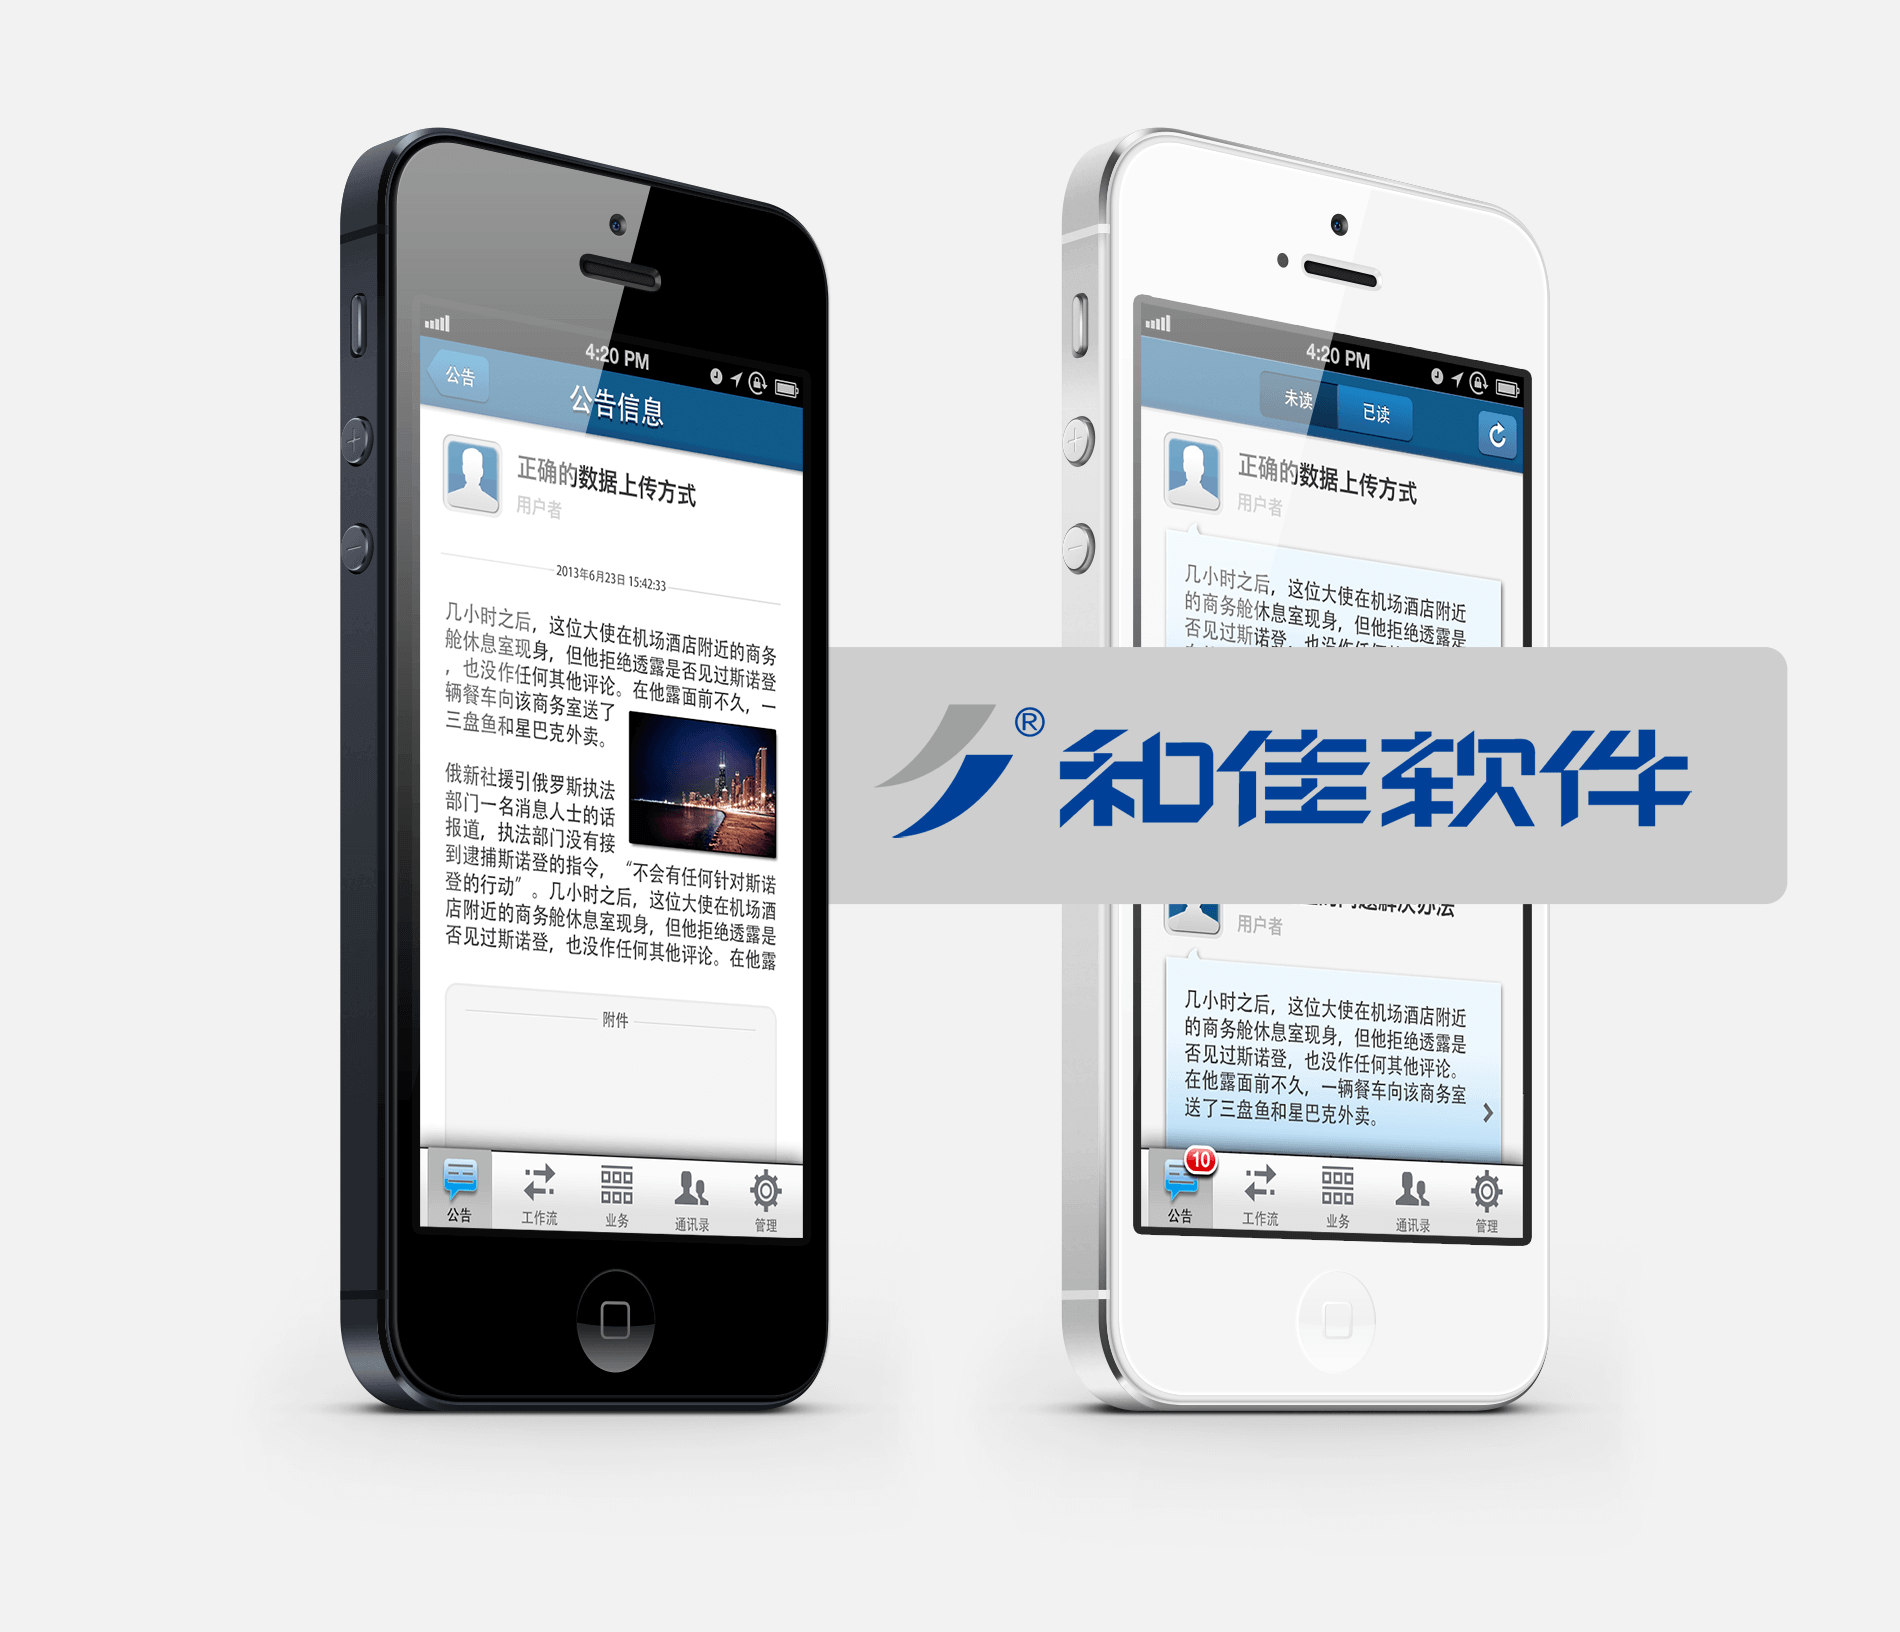 4:20 PM
公告
公告信息
正确的数据上传方式
用户者
2013年6月23日 15:42:33
几小时之后，这位大使在机场酒店附近的商务
舱休息室现身，但他拒绝透露是否见过斯诺登
，也没作任何其他评论。在他露面前不久，一
辆餐车向该商务室送了
三盘鱼和星巴克外卖。
俄新社援引俄罗斯执法
部门一名消息人士的话
报道，执法部门没有接
到逮捕斯诺登的指令，“不会有任何针对斯诺
登的行动”。几小时之后，这位大使在机场酒
店附近的商务舱休息室现身，但他拒绝透露是
否见过斯诺登，也没作任何其他评论。在他露
附件
公告 工作流 业务 通讯录 管理
4:20 PM
未读 已读
正确的数据上传方式
用户者
几小时之后，这位大使在机场酒店附近
的商务舱休息室现身，但他拒绝透露是
否见过斯诺登，也没作任何其他评论。
® 和佳软件
问题解决办法
用户者
几小时之后，这位大使在机场酒店附近
的商务舱休息室现身，但他拒绝透露是
否见过斯诺登，也没作任何其他评论。
在他露面前不久，一辆餐车向该商务室
送了三盘鱼和星巴克外卖。
10
公告 工作流 业务 通讯录 管理